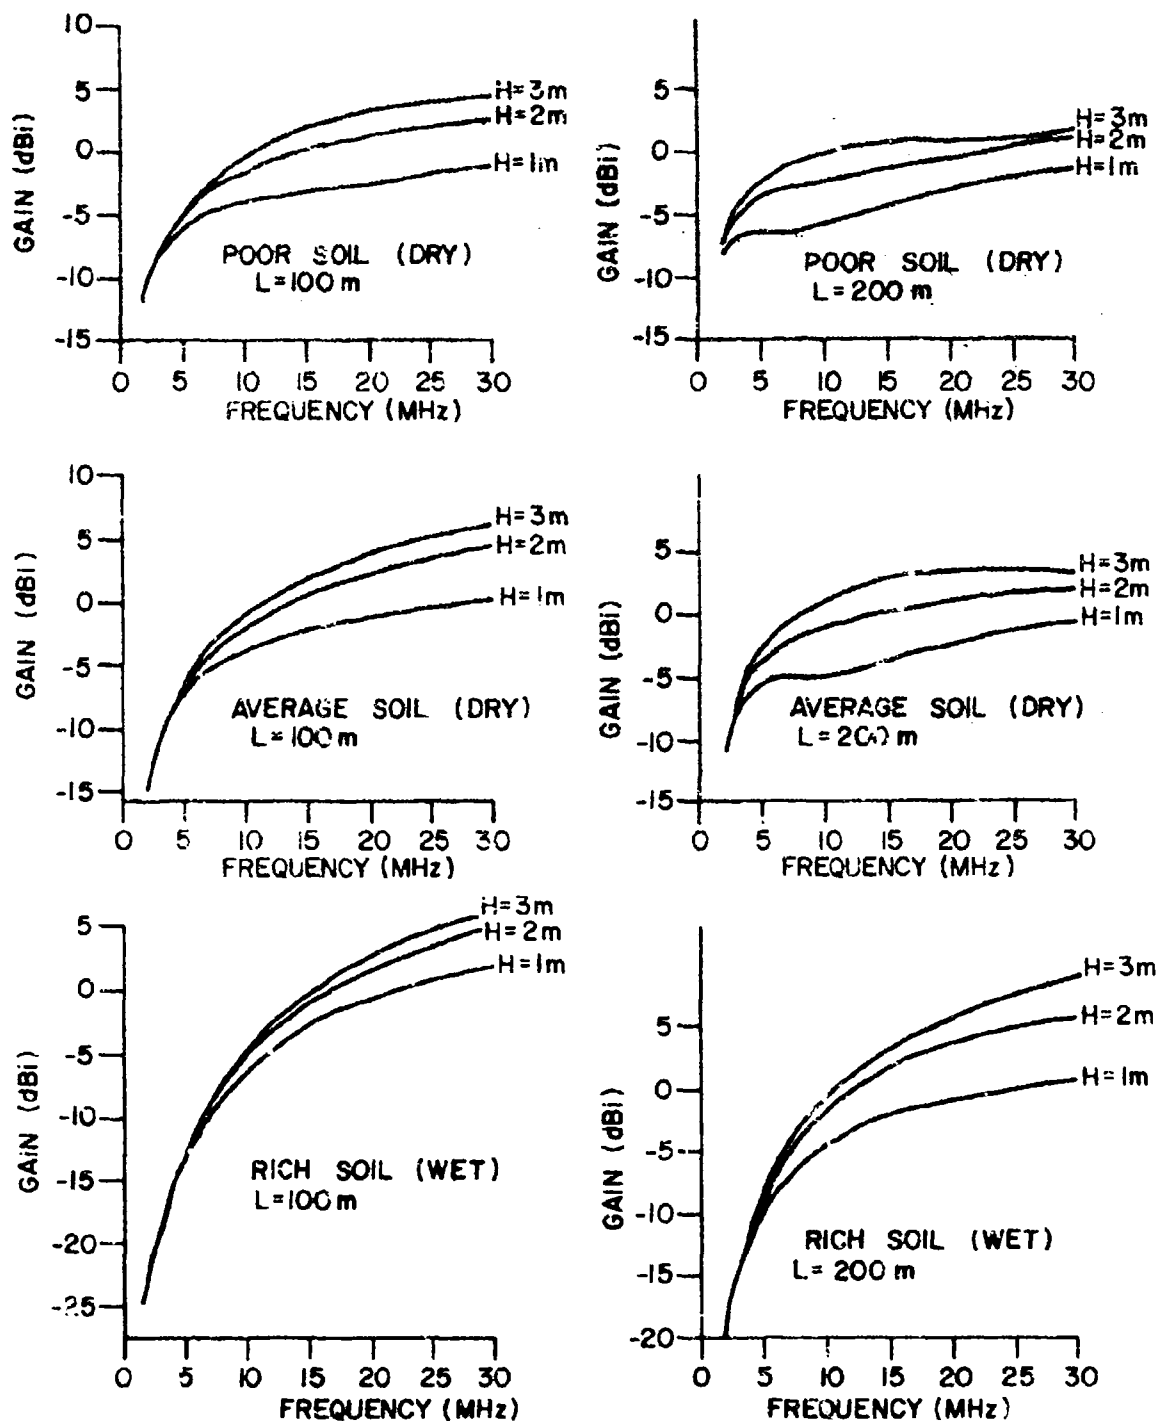 10
5
0
-5
-10
-15
GAIN (dBi)
H=3m
H=2m
H=1m
POOR SOIL (DRY)
L=100 m
0 5 10 15 20 25 30
FREQUENCY (MHz)
5
0
-5
-10
-15
GAIN (dBi)
H=3m
H=2m
H=1m
POOR SOIL (DRY)
L=200 m
0 5 10 15 20 25 30
FREQUENCY (MHz)
10
5
0
-5
-10
-15
GAIN (dBi)
H=3m
H=2m
H=1m
AVERAGE SOIL (DRY)
L=100 m
0 5 10 15 20 25 30
FREQUENCY (MHz)
5
0
-5
-10
-15
GAIN (dBi)
H=3m
H=2m
H=1m
AVERAGE SOIL (DRY)
L=200 m
0 5 10 15 20 25 30
FREQUENCY (MHz)
5
0
-5
-10
-15
-20
-25
GAIN (dBi)
H=3m
H=2m
H=1m
RICH SOIL (WET)
L=100 m
0 5 10 15 20 25 30
FREQUENCY (MHz)
5
0
-5
-10
-15
-20
GAIN (dBi)
H=3m
H=2m
H=1m
RICH SOIL (WET)
L=200 m
0 5 10 15 20 25 30
FREQUENCY (MHz)